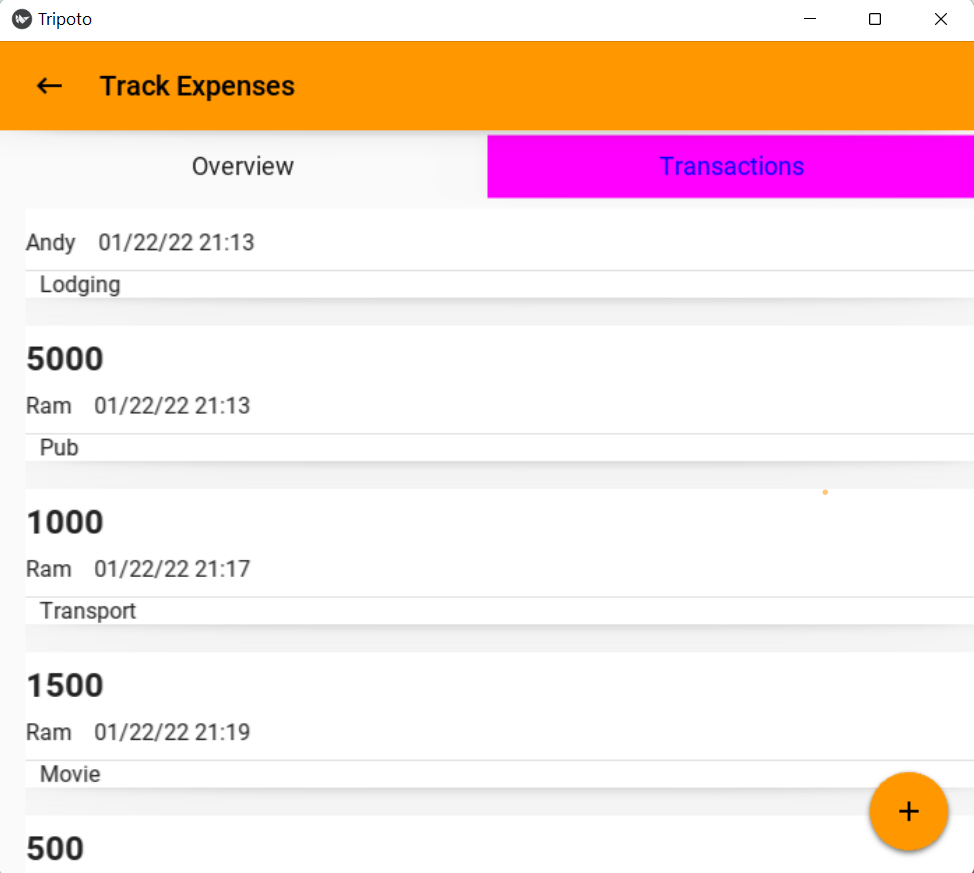 Tripoto
Track Expenses
Overview Transactions
Andy 01/22/22 21:13
Lodging
5000
Ram 01/22/22 21:13
Pub
1000
Ram 01/22/22 21:17
Transport
1500
Ram 01/22/22 21:19
Movie
500